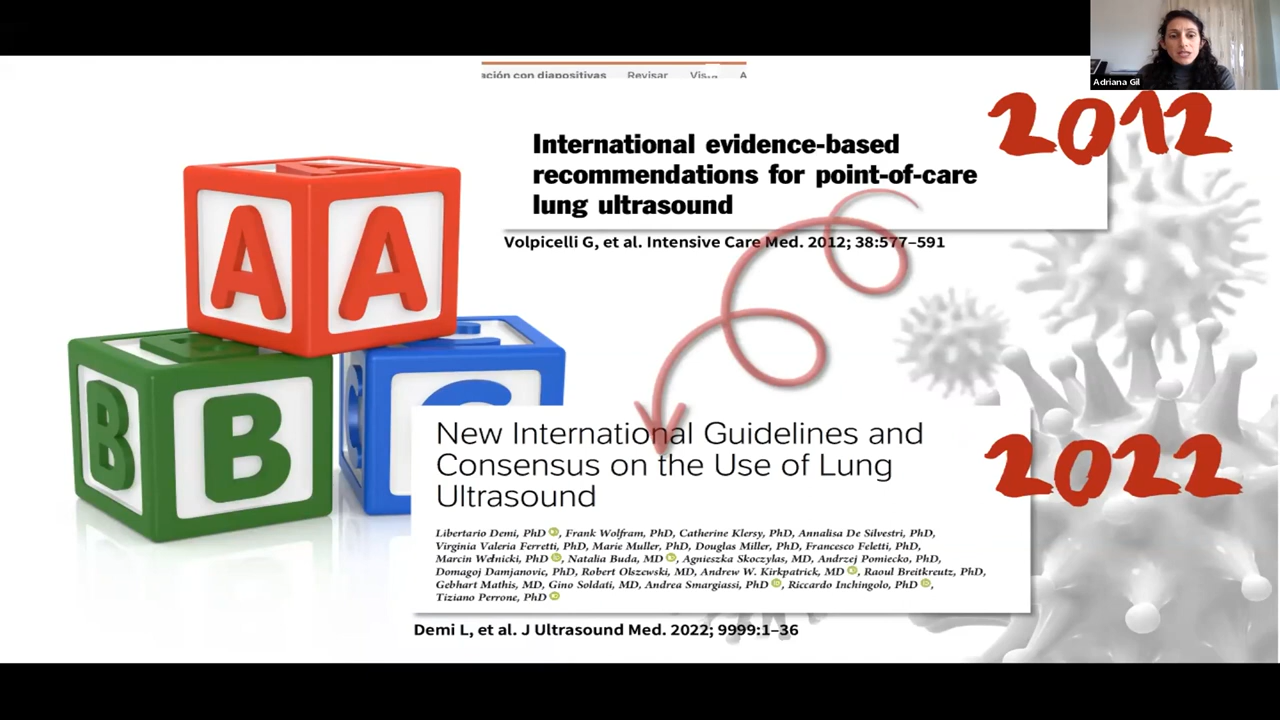 ación con diapositivas Revisar
Adriana Gil
2012
International evidence-based
recommendations for point-of-care
lung ultrasound
Volpicelli G, et al. Intensive Care Med. 2012; 38:577–591
A A
B B
C C
New International Guidelines and
Consensus on the Use of Lung
Ultrasound
2022
Libertario Demi, PhD, Frank Wolfram, PhD, Catherine Klersy, PhD, Annalisa De Silvestri, PhD,
Virginia Valeria Ferretti, PhD, Marie Muller, PhD, Douglas Miller, PhD, Francesco Feletti, PhD,
Marcin Wełnicki, PhD, Natalia Buda, MD, Agnieszka Skoczylas, MD, Andrzej Pomiecko, PhD,
Domagoj Damjanovic, PhD, Robert Olszewski, MD, Andrew W. Kirkpatrick, MD, Raoul Breitkreutz, PhD,
Gebhart Mathis, MD, Gino Soldati, MD, Andrea Smargiassi, PhD, Riccardo Inchingolo, PhD,
Tiziano Perrone, PhD
Demi L, et al. J Ultrasound Med. 2022; 9999:1–36